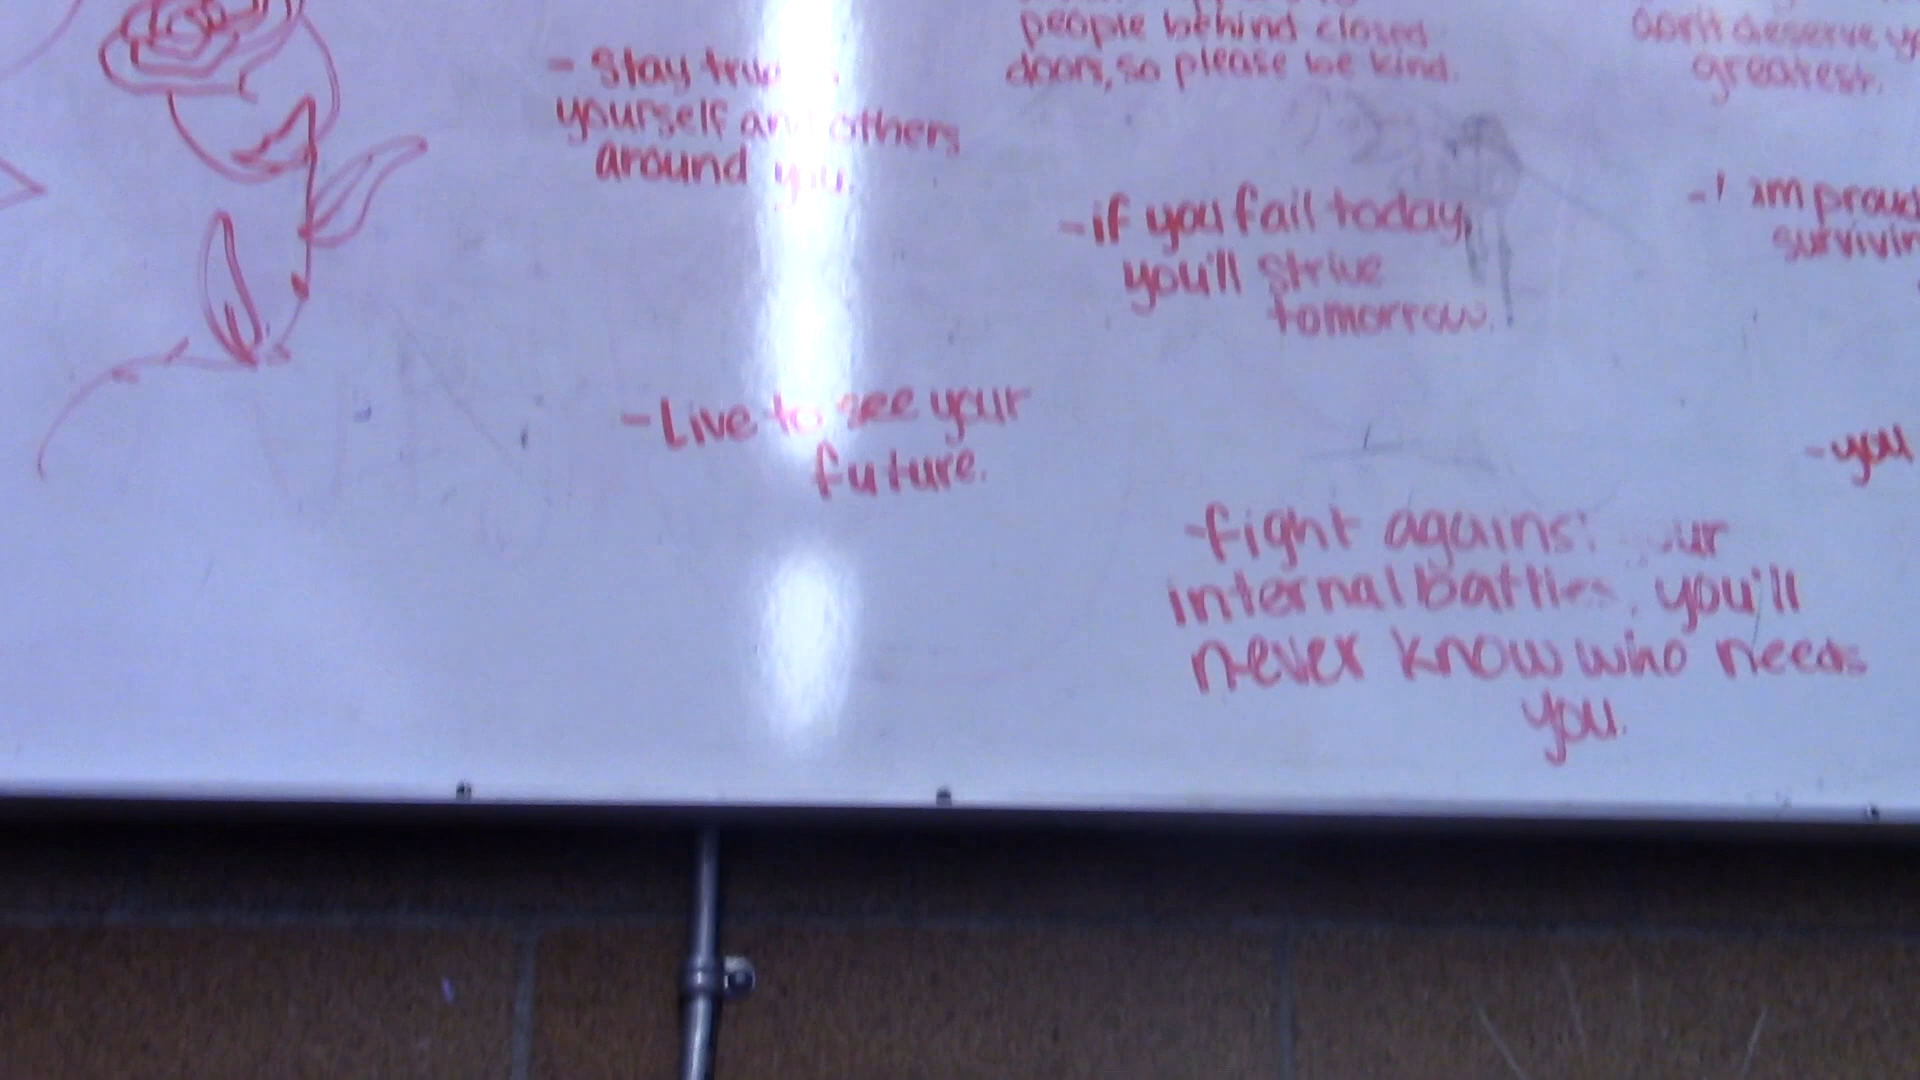 - Stay true
yourself and others
around you.
- Live to see your
future.
people behind closed
doors, so please be kind.
- if you fail today,
you'll strive
tomorrow.
- fight against
internal battles, you'll
never know who needs
you.
don't deserve
greatest.
- I am proud
- you